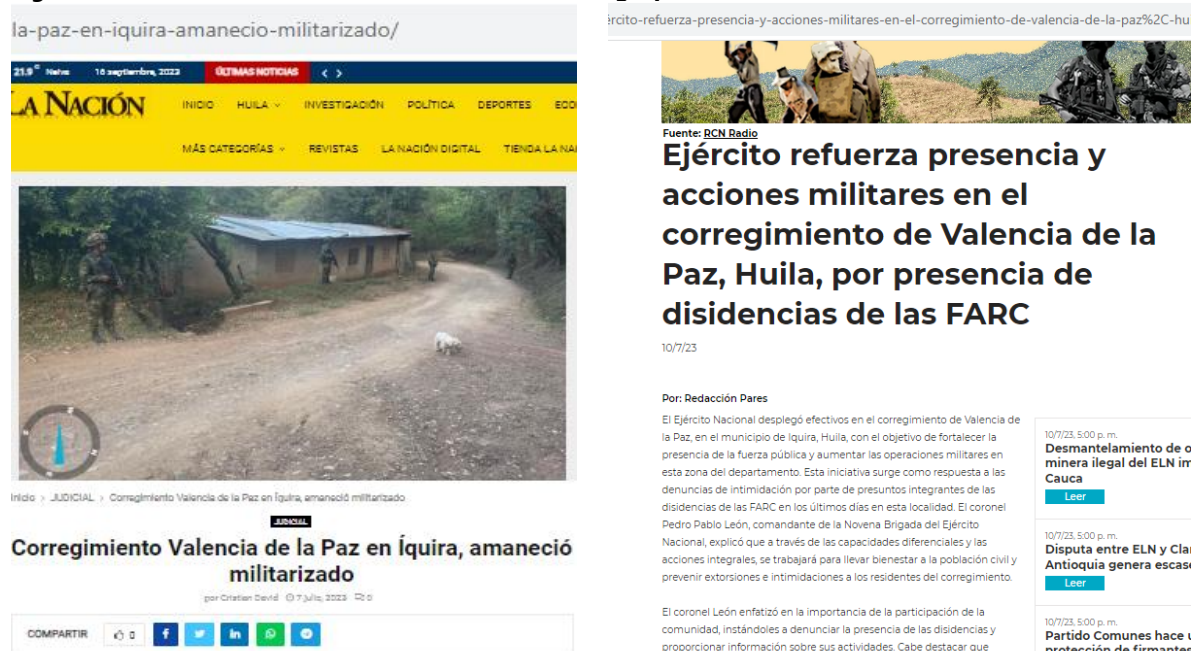 la-paz-en-iquira-amanecio-militarizado/
21.9° Neiva 16 septiembre, 2023 ÚLTIMAS NOTICIAS < >
LA NACIÓN
INICIO HUILA INVESTIGACIÓN POLÍTICA DEPORTES ECO
MÁS CATEGORÍAS REVISTAS LA NACIÓN DIGITAL TIENDA LA NA
Inicio > JUDICIAL > Corregimiento Valencia de la Paz en Íquira, amaneció militarizado
JUDICIAL
Corregimiento Valencia de la Paz en Íquira, amaneció
militarizado
por Cristian David 7 julio, 2023 0
COMPARTIR 0
ército-refuerza-presencia-y-acciones-militares-en-el-corregimiento-de-valencia-de-la-paz%2C-hu
Fuente: RCN Radio
Ejército refuerza presencia y
acciones militares en el
corregimiento de Valencia de la
Paz, Huila, por presencia de
disidencias de las FARC
10/7/23
Por: Redacción Pares
El Ejército Nacional desplegó efectivos en el corregimiento de Valencia de
la Paz, en el municipio de Iquira, Huila, con el objetivo de fortalecer la
presencia de la fuerza pública y aumentar las operaciones militares en
esta zona del departamento. Esta iniciativa surge como respuesta a las
denuncias de intimidación por parte de presuntos integrantes de las
disidencias de las FARC en los últimos días en esta localidad. El coronel
Pedro Pablo León, comandante de la Novena Brigada del Ejército
Nacional, explicó que a través de las capacidades diferenciales y las
acciones integrales, se trabajará para llevar bienestar a la población civil y
prevenir extorsiones e intimidaciones a los residentes del corregimiento.
El coronel León enfatizó en la importancia de la participación de la
comunidad, instándoles a denunciar la presencia de las disidencias y
proporcionar información sobre sus actividades. Cabe destacar que
10/7/23, 5:00 p. m.
Desmantelamiento de o
minera ilegal del ELN im
Cauca
Leer
10/7/23, 5:00 p. m.
Disputa entre ELN y Cla
Antioquia genera escas
Leer
10/7/23, 5:00 p. m.
Partido Comunes hace u
protección de firmantes